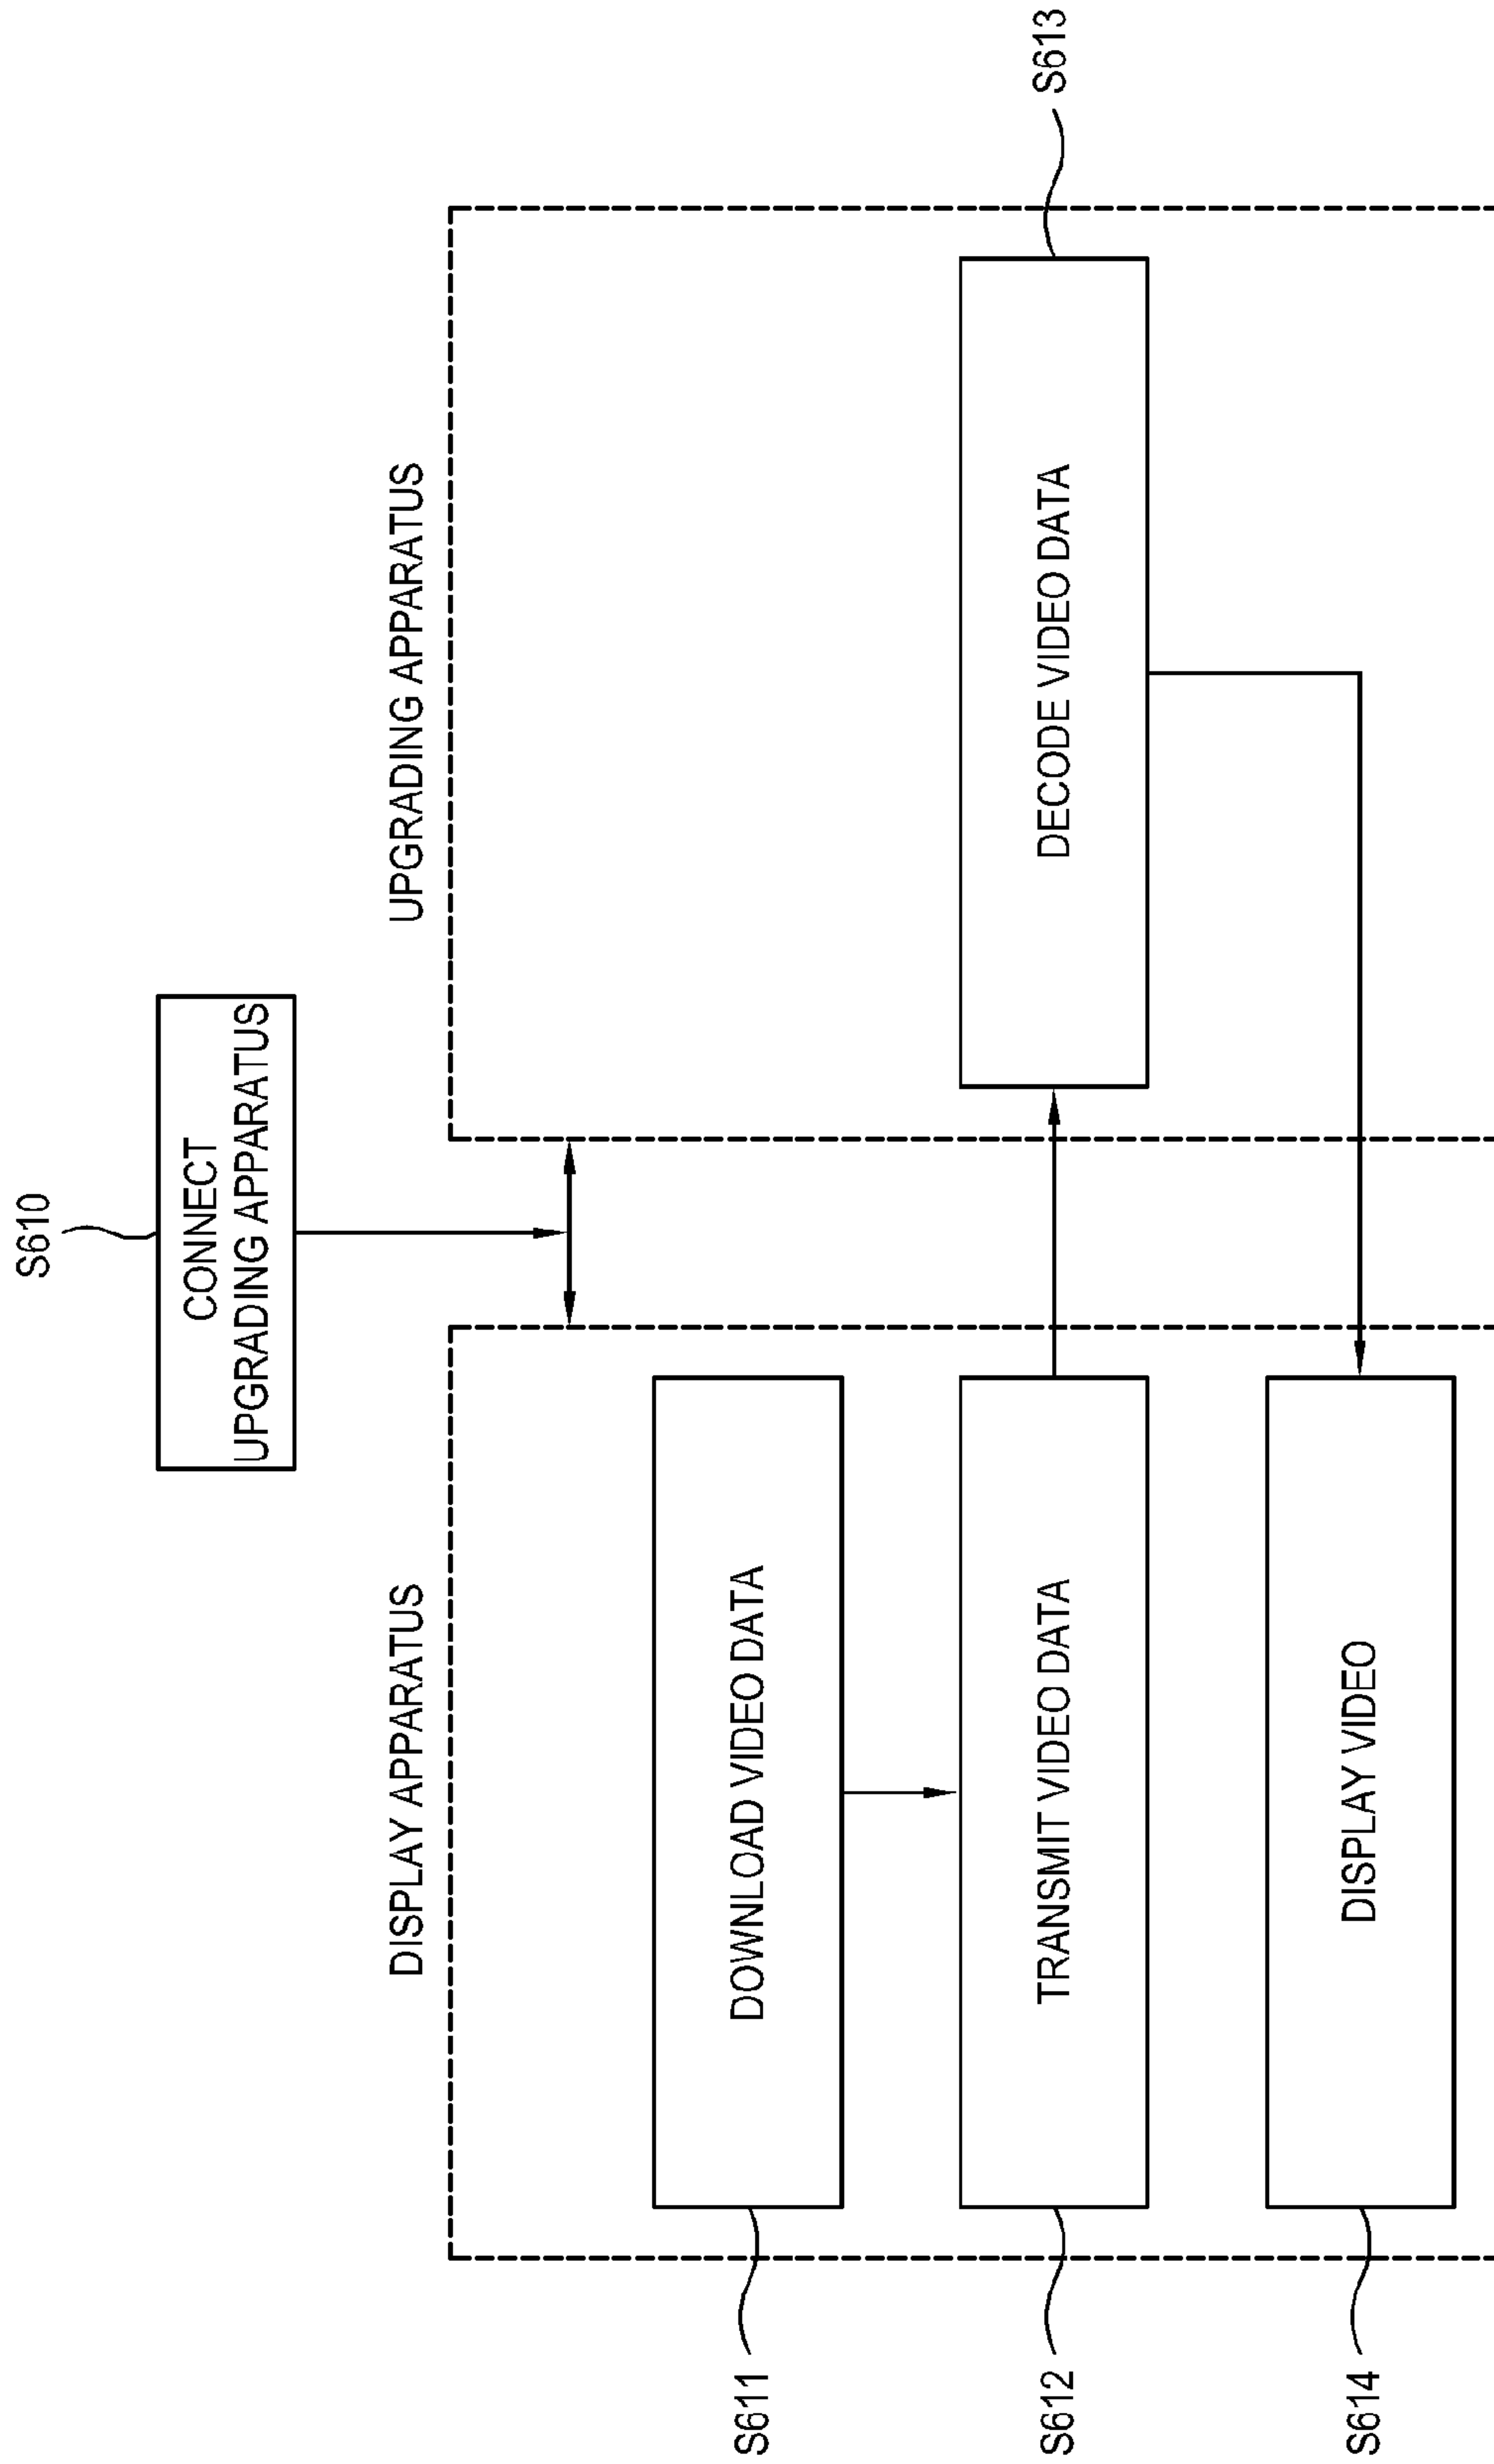 S610
CONNECT
UPGRADING APPARATUS
DISPLAY APPARATUS
UPGRADING APPARATUS
S611
DOWNLOAD VIDEO DATA
S612
TRANSMIT VIDEO DATA
DECODE VIDEO DATA
S613
S614
DISPLAY VIDEO